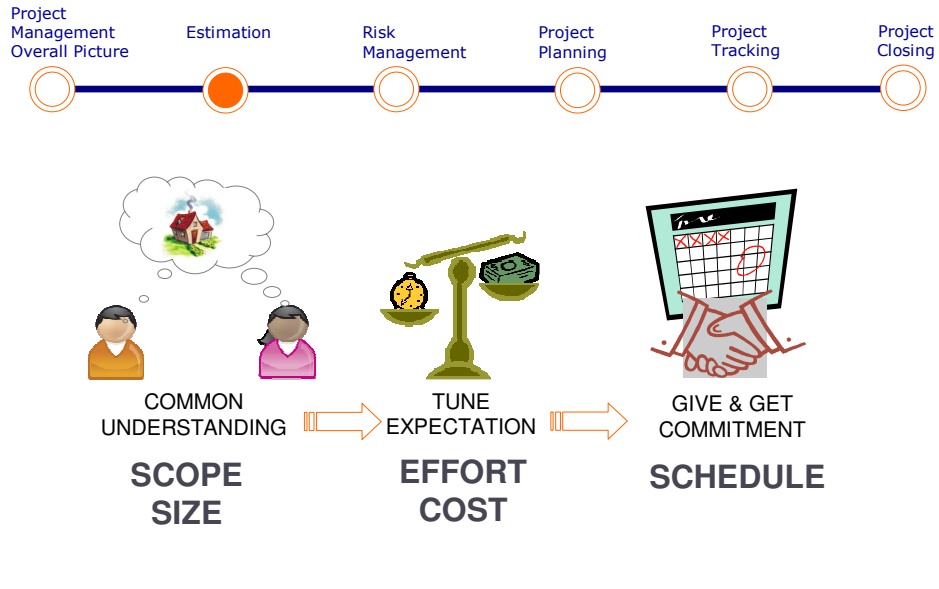 Project
Management
Overall Picture
Estimation
Risk
Management
Project
Planning
Project
Tracking
Project
Closing
COMMON
UNDERSTANDING
TUNE
EXPECTATION
GIVE & GET
COMMITMENT
SCOPE
SIZE
EFFORT
COST
SCHEDULE